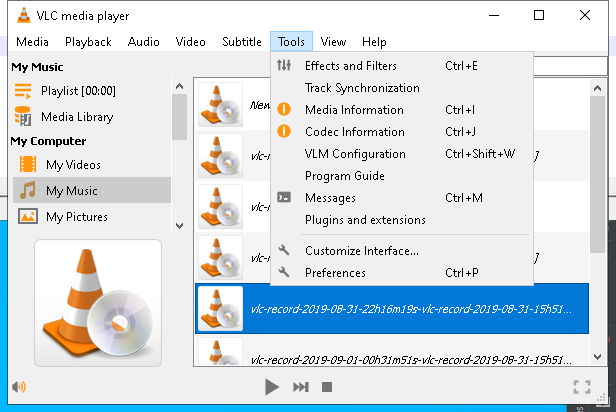 VLC media player
Media Playback Audio Video Subtitle Tools View Help
My Music
Playlist [00:00]
Media Library
My Computer
My Videos
My Music
My Pictures
Effects and Filters Ctrl+E
Track Synchronization
Media Information Ctrl+I
Codec Information Ctrl+J
VLM Configuration Ctrl+Shift+W
Program Guide
Messages Ctrl+M
Plugins and extensions
Customize Interface...
Preferences Ctrl+P
New
vlc-r
vlc-r
vlc-r
vlc-record-2019-08-31-22h16m19s-vlc-record-2019-08-31-15h51...
vlc-record-2019-09-01-00h31m51s-vlc-record-2019-08-31-15h51...